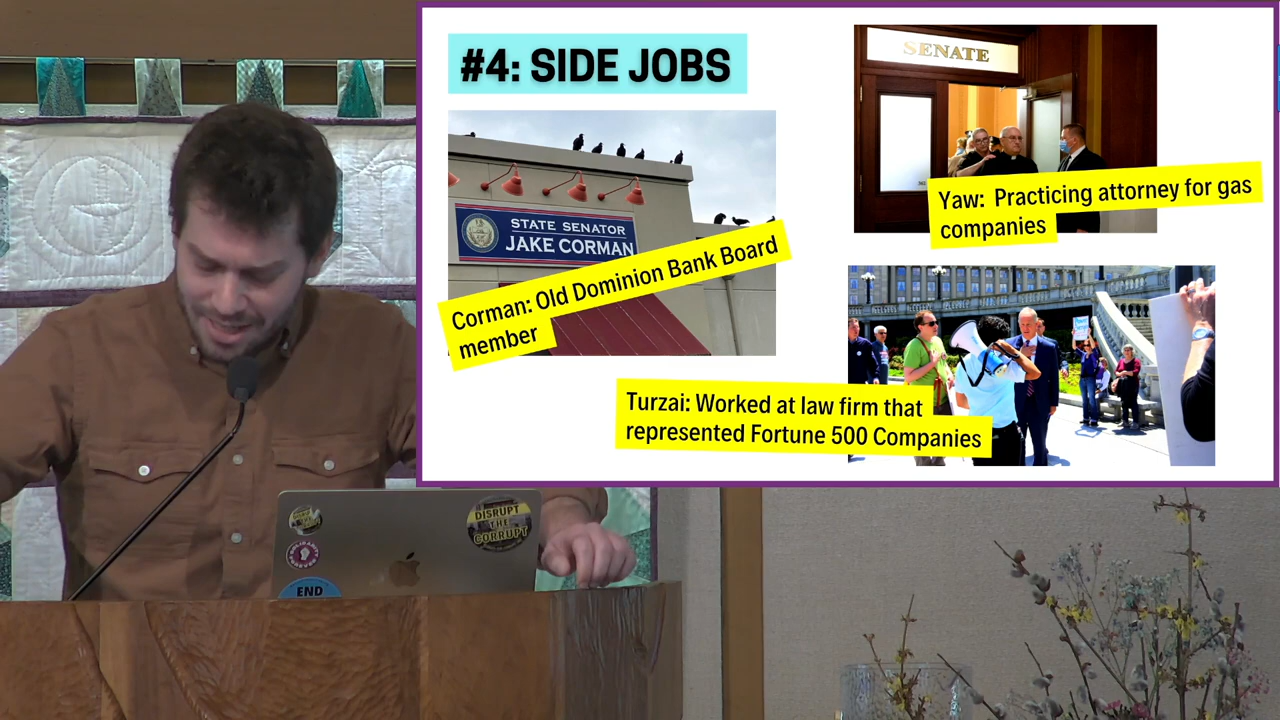 #4: SIDE JOBS
SENATE
STATE SENATOR
JAKE CORMAN
Corman: Old Dominion Bank Board
member
Yaw: Practicing attorney for gas
companies
Turzai: Worked at law firm that
represented Fortune 500 Companies
DISRUPT
THE
CORRUPT
END